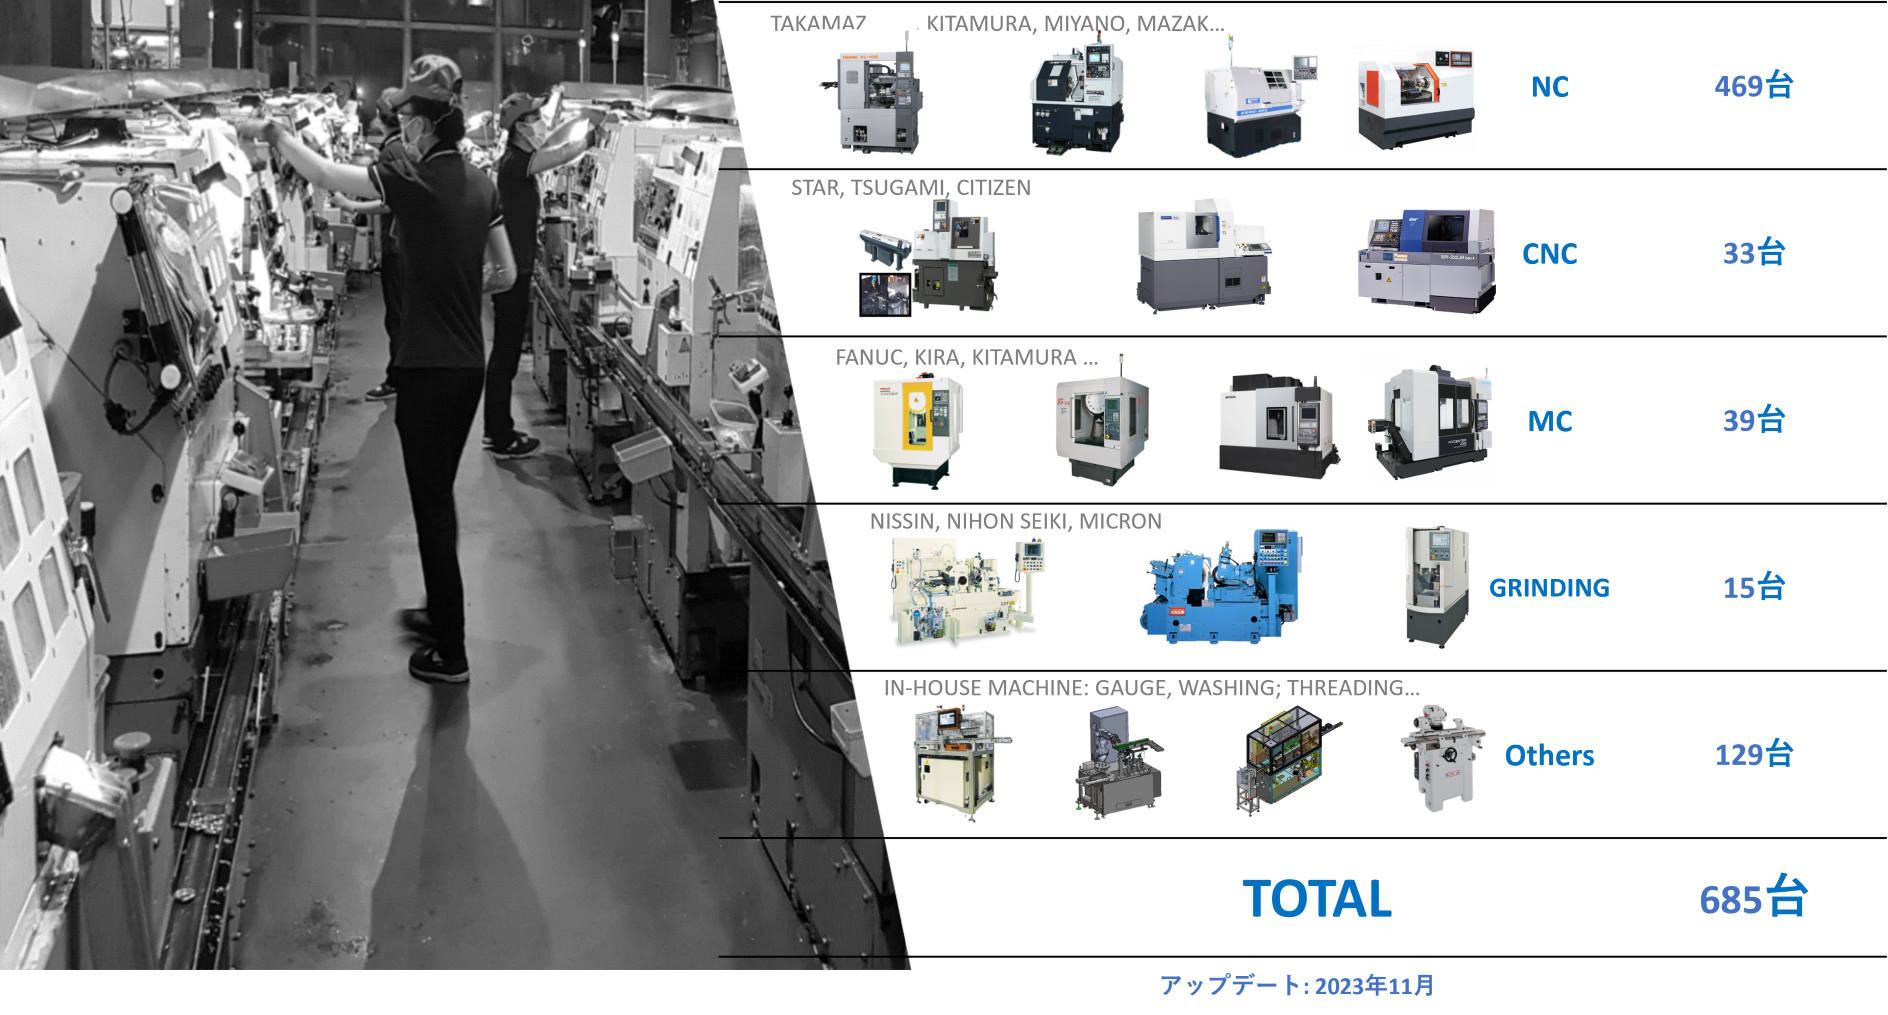 TAKAMAZ KITAMURA, MIYANO, MAZAK...
NC 469台
STAR, TSUGAMI, CITIZEN
CNC 33台
FANUC, KIRA, KITAMURA ...
MC 39台
NISSIN, NIHON SEIKI, MICRON
GRINDING 15台
IN-HOUSE MACHINE: GAUGE, WASHING; THREADING...
Others 129台
TOTAL 685台
アップデート: 2023年11月